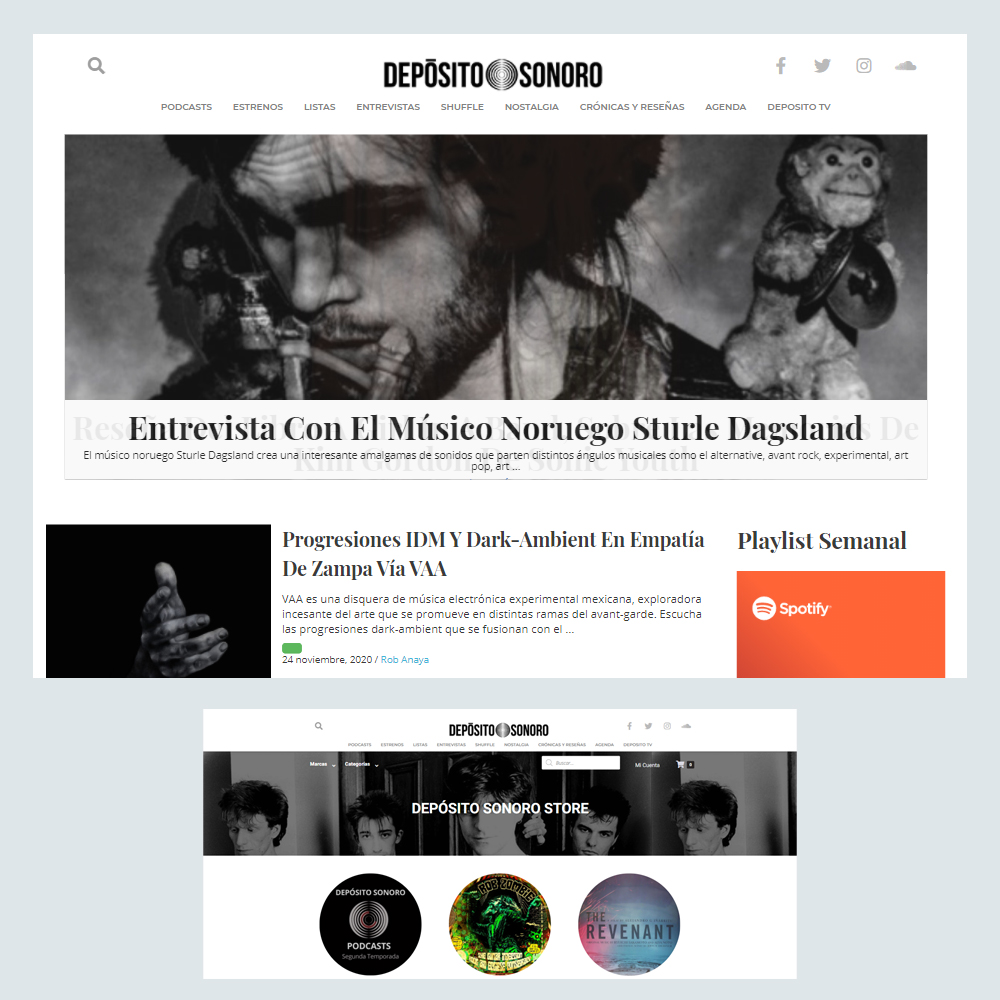 DEPŌSITO SONORO
PODCASTS ESTRENOS LISTAS ENTREVISTAS SHUFFLE NOSTALGIA CRÓNICAS Y RESEÑAS AGENDA DEPOSITO TV
Entrevista Con El Músico Noruego Sturle Dagsland
Kim Gordon De Sonic Youth
El músico noruego Sturle Dagsland crea una interesante amalgamas de sonidos que parten distintos ángulos musicales como el alternative, avant rock, experimental, art
pop, art ...
Progresiones IDM Y Dark-Ambient En Empatía
De Zampa Vía VAA
VAA es una disquera de música electrónica experimental mexicana, exploradora
incesante del arte que se promueve en distintas ramas del avant-garde. Escucha
las progresiones dark-ambient que se fusionan con el ...
24 noviembre, 2020 / Rob Anaya
Playlist Semanal
Spotify
DEPŌSITO SONORO
PODCASTS ESTRENOS LISTAS ENTREVISTAS SHUFFLE NOSTALGIA CRÓNICAS Y RESEÑAS AGENDA DEPOSITO TV
Marcas Categorías Buscar... Mi Cuenta 0
DEPÓSITO SONORO STORE
DEPÓSITO SONORO
PODCASTS
Segunda Temporada
ROB ZOMBIE
THE
REVENANT